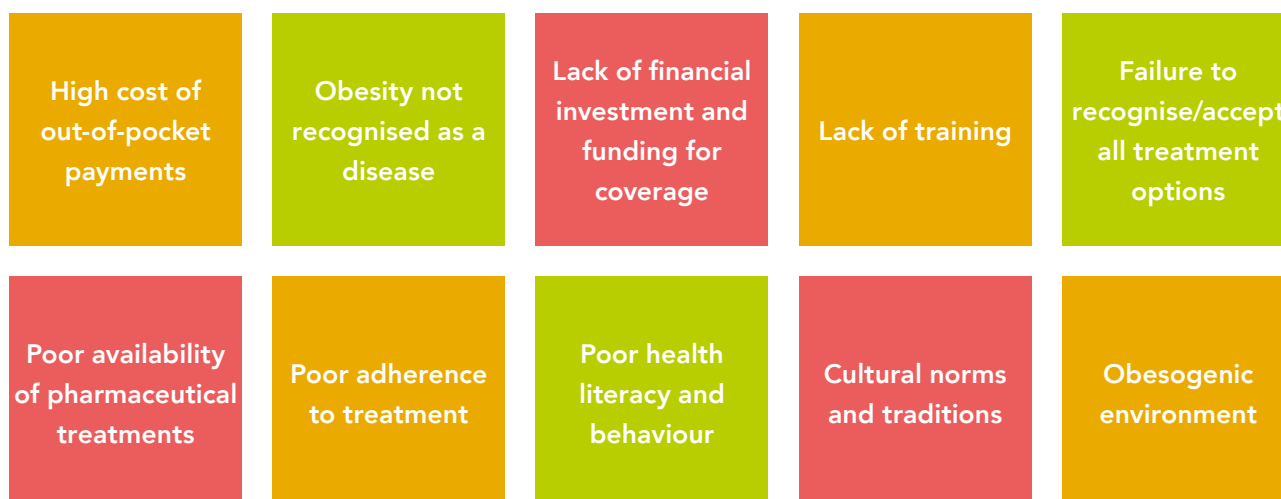 High cost of
out-of-pocket
payments
Obesity not
recognised as a
disease
Lack of financial
investment and
funding for
coverage
Lack of training
Failure to
recognise/accept
all treatment
options
Poor availability
of pharmaceutical
treatments
Poor adherence
to treatment
Poor health
literacy and
behaviour
Cultural norms
and traditions
Obesogenic
environment